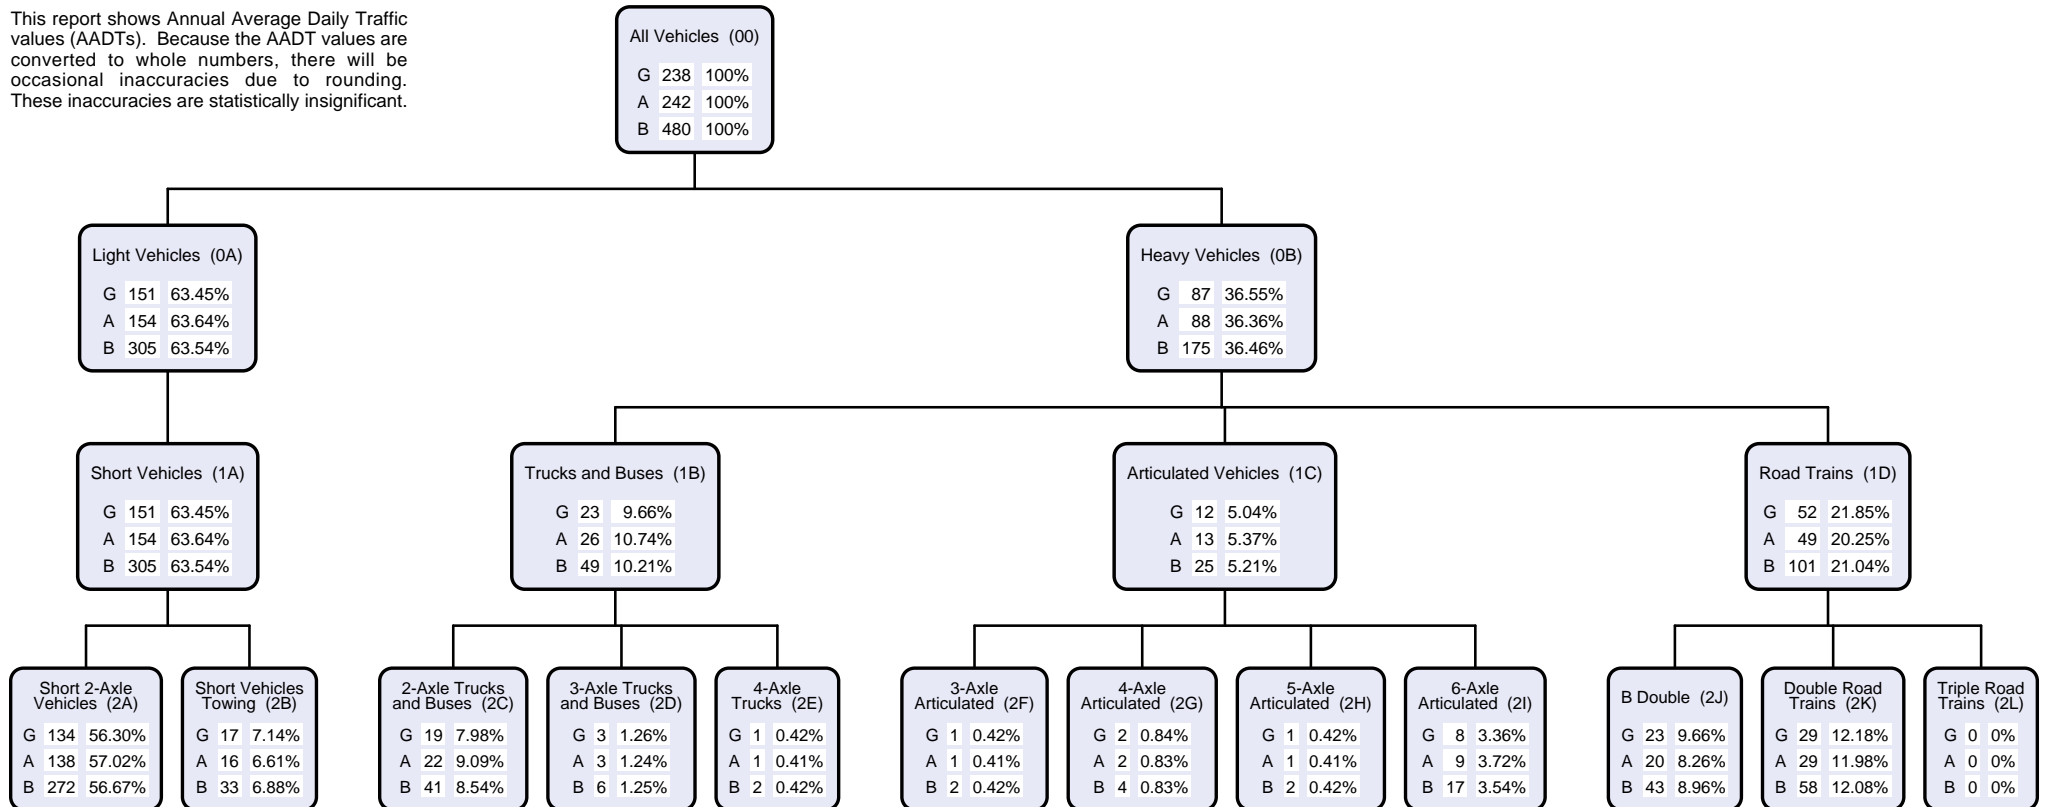 This report shows Annual Average Daily Traffic
values (AADTs). Because the AADT values are
converted to whole numbers, there will be
occasional inaccuracies due to rounding.
These inaccuracies are statistically insignificant.
All Vehicles (00)
G 238 100%
A 242 100%
B 480 100%
Light Vehicles (0A)
G 151 63.45%
A 154 63.64%
B 305 63.54%
Heavy Vehicles (0B)
G 87 36.55%
A 88 36.36%
B 175 36.46%
Short Vehicles (1A)
G 151 63.45%
A 154 63.64%
B 305 63.54%
Trucks and Buses (1B)
G 23 9.66%
A 26 10.74%
B 49 10.21%
Articulated Vehicles (1C)
G 12 5.04%
A 13 5.37%
B 25 5.21%
Road Trains (1D)
G 52 21.85%
A 49 20.25%
B 101 21.04%
Short 2-Axle
Vehicles (2A)
G 134 56.30%
A 138 57.02%
B 272 56.67%
Short Vehicles
Towing (2B)
G 17 7.14%
A 16 6.61%
B 33 6.88%
2-Axle Trucks
and Buses (2C)
G 19 7.98%
A 22 9.09%
B 41 8.54%
3-Axle Trucks
and Buses (2D)
G 3 1.26%
A 3 1.24%
B 6 1.25%
4-Axle
Trucks (2E)
G 1 0.42%
A 1 0.41%
B 2 0.42%
3-Axle
Articulated (2F)
G 1 0.42%
A 1 0.41%
B 2 0.42%
4-Axle
Articulated (2G)
G 2 0.84%
A 2 0.83%
B 4 0.83%
5-Axle
Articulated (2H)
G 1 0.42%
A 1 0.41%
B 2 0.42%
6-Axle
Articulated (2I)
G 8 3.36%
A 9 3.72%
B 17 3.54%
B Double (2J)
G 23 9.66%
A 20 8.26%
B 43 8.96%
Double Road
Trains (2K)
G 29 12.18%
A 29 11.98%
B 58 12.08%
Triple Road
Trains (2L)
G 0 0%
A 0 0%
B 0 0%